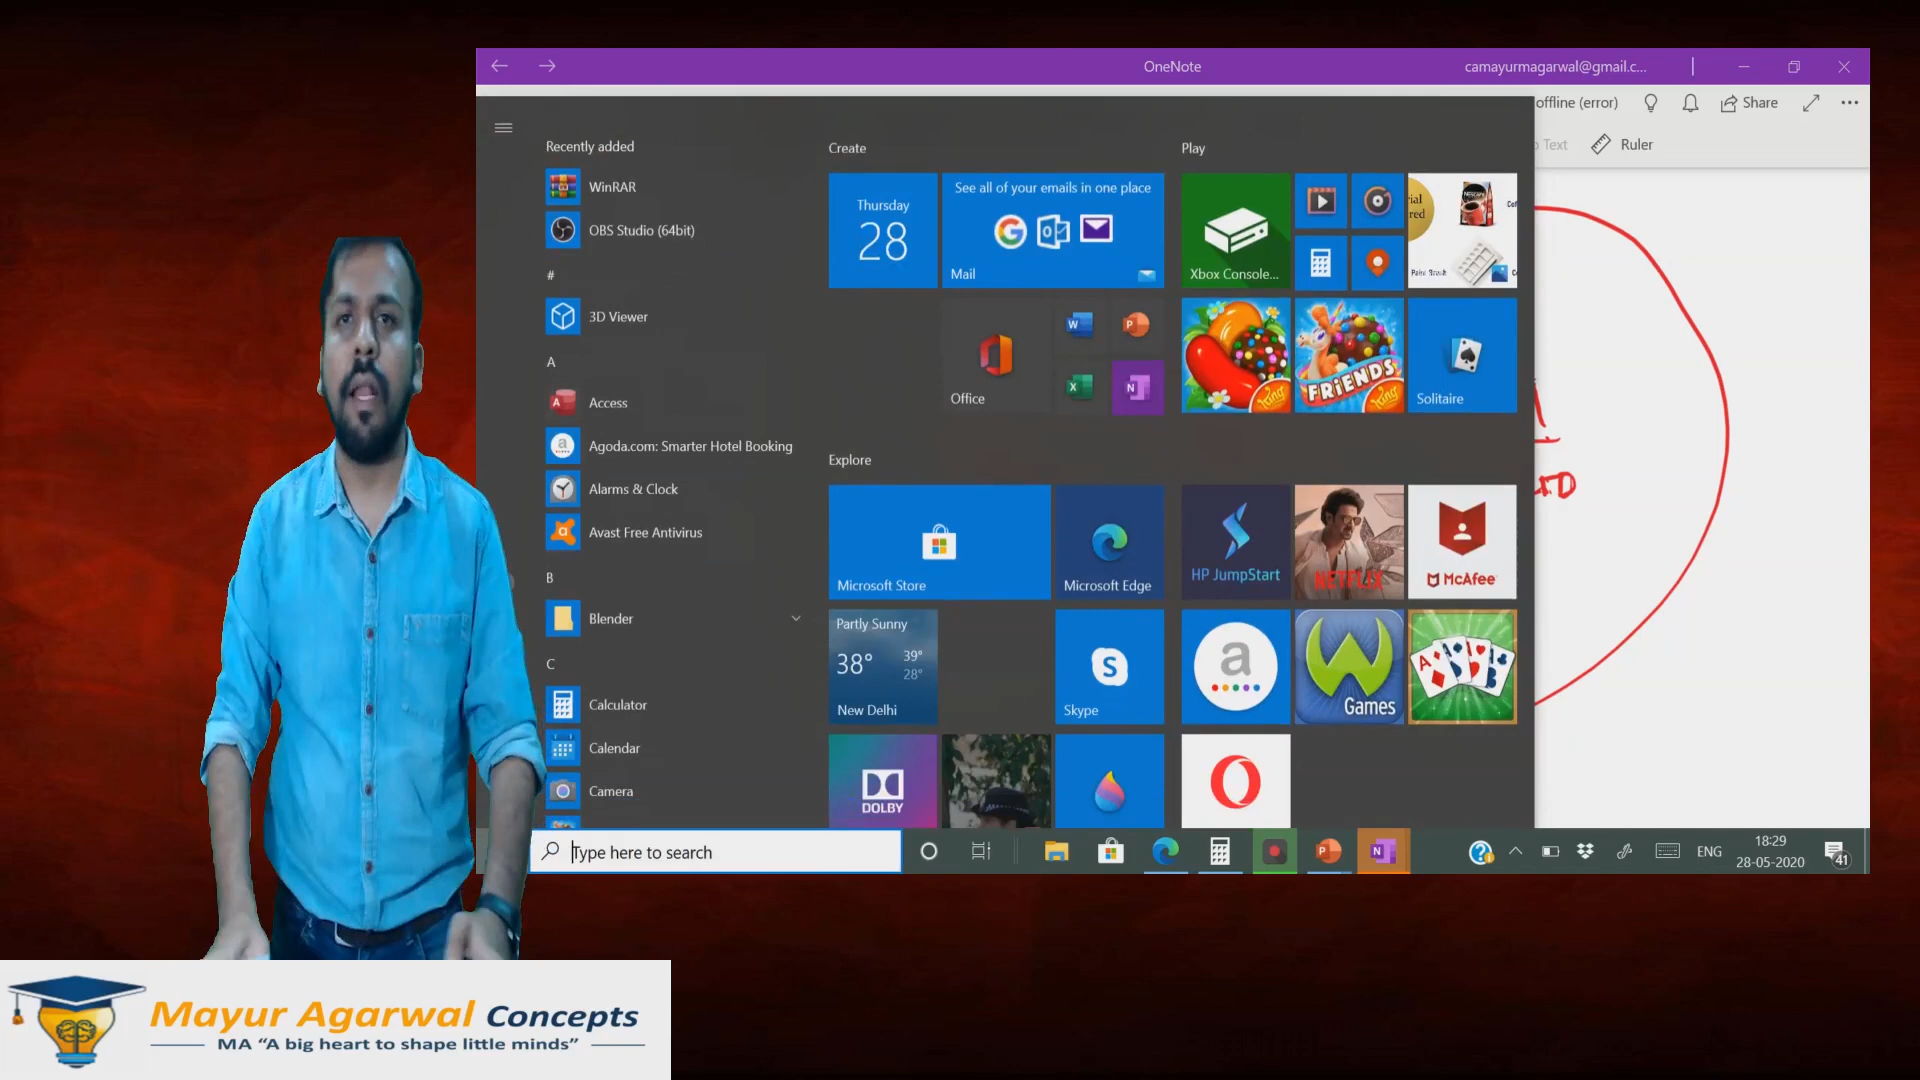 OneNote
camayurmagarwal@gmail.c...
offline (error)
Share
Text
Ruler
Recently added
WinRAR
OBS Studio (64bit)
#
3D Viewer
A
Access
Agoda.com: Smarter Hotel Booking
Alarms & Clock
Avast Free Antivirus
B
Blender
C
Calculator
Calendar
Camera
Create
Thursday
28
See all of your emails in one place
Mail
Office
Explore
Microsoft Store
Microsoft Edge
Partly Sunny
38° 39°
28°
New Delhi
Skype
DOLBY
Play
Xbox Console...
FRIENDS
King
King
Solitaire
HP JumpStart
NETFLIX
McAfee
a
Games
Type here to search
ENG
18:29
28-05-2020
41
Mayur Agarwal Concepts
MA "A big heart to shape little minds"